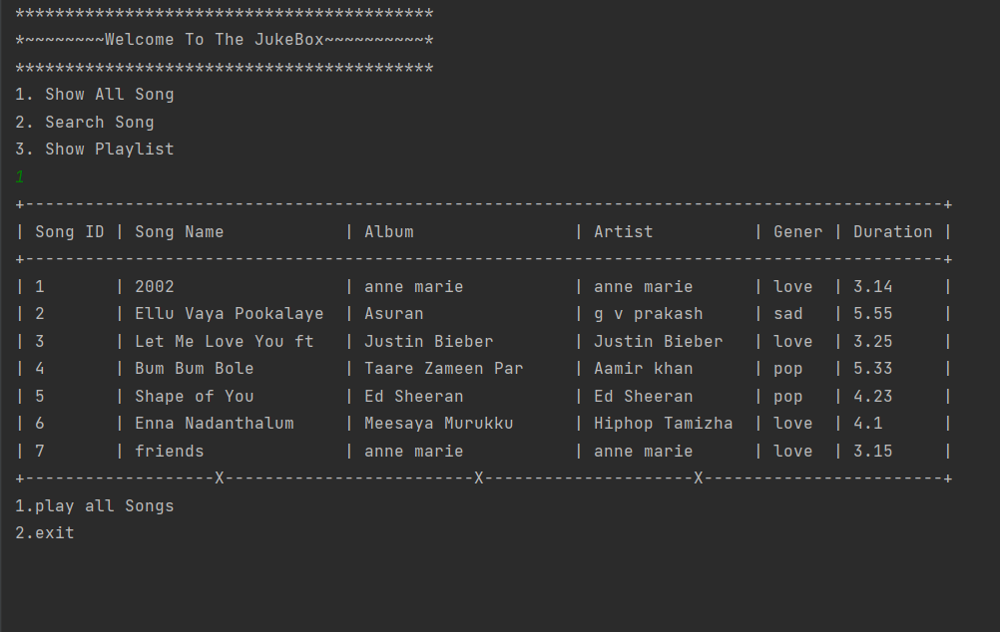 ******************************************
*~~~~~~~~Welcome To The JukeBox~~~~~~~~~~*
******************************************
1. Show All Song
2. Search Song
3. Show Playlist
1
+--------------------------------------------------------------------------------------------+
| Song ID | Song Name            | Album                | Artist          | Gener | Duration |
+--------------------------------------------------------------------------------------------+
| 1       | 2002                 | anne marie           | anne marie      | love  | 3.14     |
| 2       | Ellu Vaya Pookalaye  | Asuran               | g v prakash     | sad   | 5.55     |
| 3       | Let Me Love You ft   | Justin Bieber        | Justin Bieber   | love  | 3.25     |
| 4       | Bum Bum Bole         | Taare Zameen Par     | Aamir khan      | pop   | 5.33     |
| 5       | Shape of You         | Ed Sheeran           | Ed Sheeran      | pop   | 4.23     |
| 6       | Enna Nadanthalum     | Meesaya Murukku      | Hiphop Tamizha  | love  | 4.1      |
| 7       | friends              | anne marie           | anne marie      | love  | 3.15     |
+-------------------X-------------------------X---------------------X------------------------+
1.play all Songs
2.exit